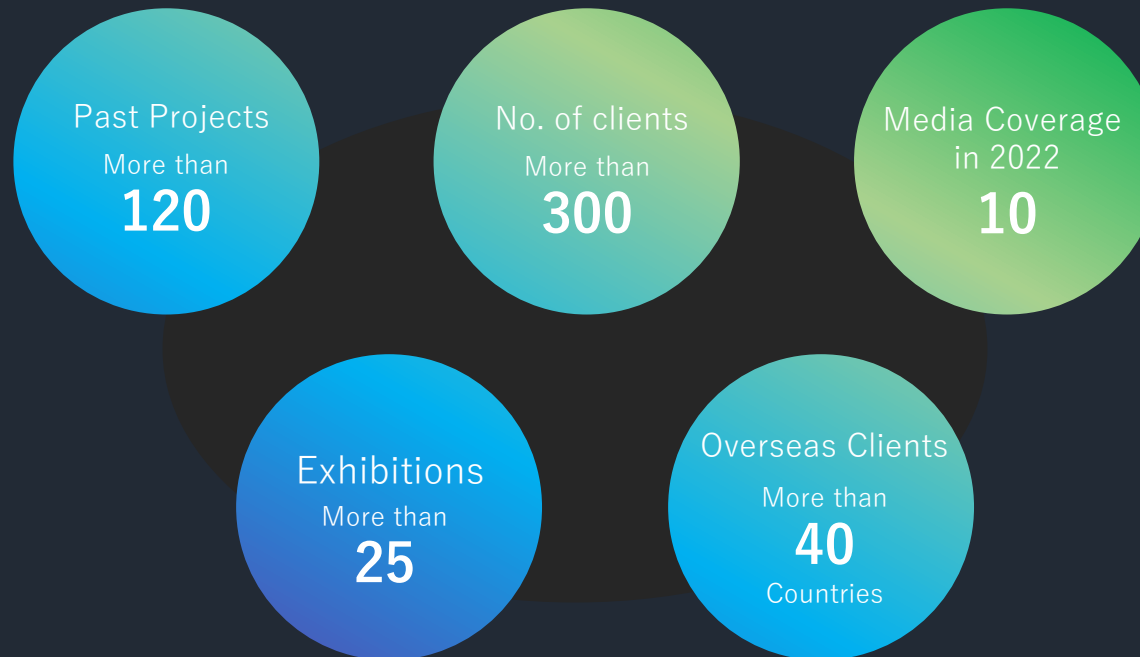 Past Projects
More than
120
No. of clients
More than
300
Media Coverage
in 2022
10
Exhibitions
More than
25
Overseas Clients
More than
40
Countries